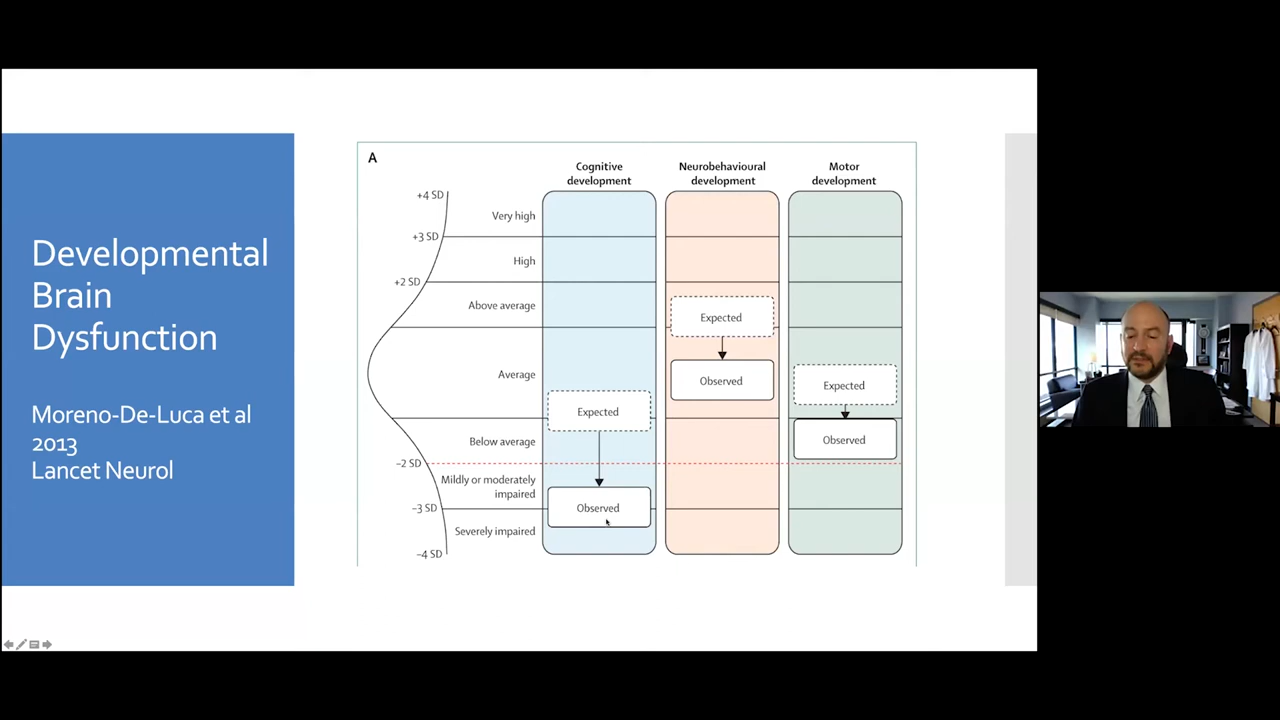 Developmental
Brain
Dysfunction
Moreno-De-Luca et al
2013
Lancet Neurol
A
Cognitive
development
Neurobehavioural
development
Motor
development
+4 SD
Very high
+3 SD
High
+2 SD
Above average
Expected
Average
Observed
Expected
Expected
Below average
Observed
−2 SD
Mildly or moderately
impaired
−3 SD
Observed
Severely impaired
−4 SD